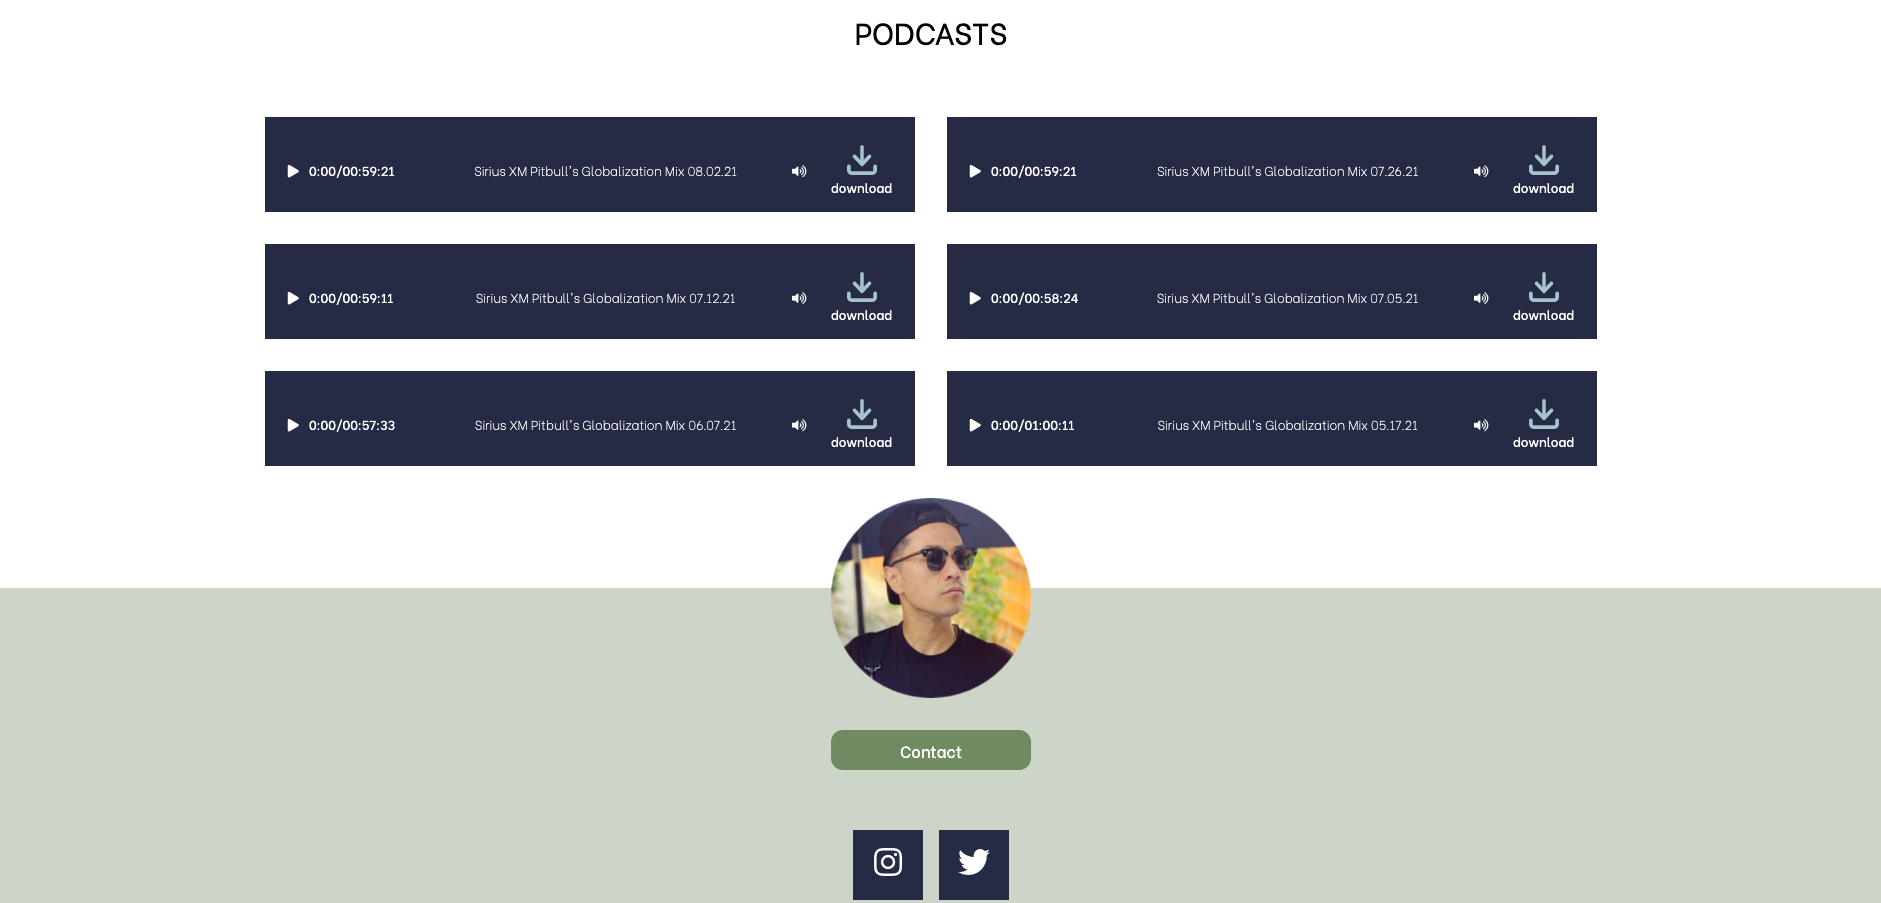 PODCASTS
0:00/00:59:21 Sirius XM Pitbull's Globalization Mix 08.02.21 download
0:00/00:59:21 Sirius XM Pitbull's Globalization Mix 07.26.21 download
0:00/00:59:11 Sirius XM Pitbull's Globalization Mix 07.12.21 download
0:00/00:58:24 Sirius XM Pitbull's Globalization Mix 07.05.21 download
0:00/00:57:33 Sirius XM Pitbull's Globalization Mix 06.07.21 download
0:00/01:00:11 Sirius XM Pitbull's Globalization Mix 05.17.21 download
Contact